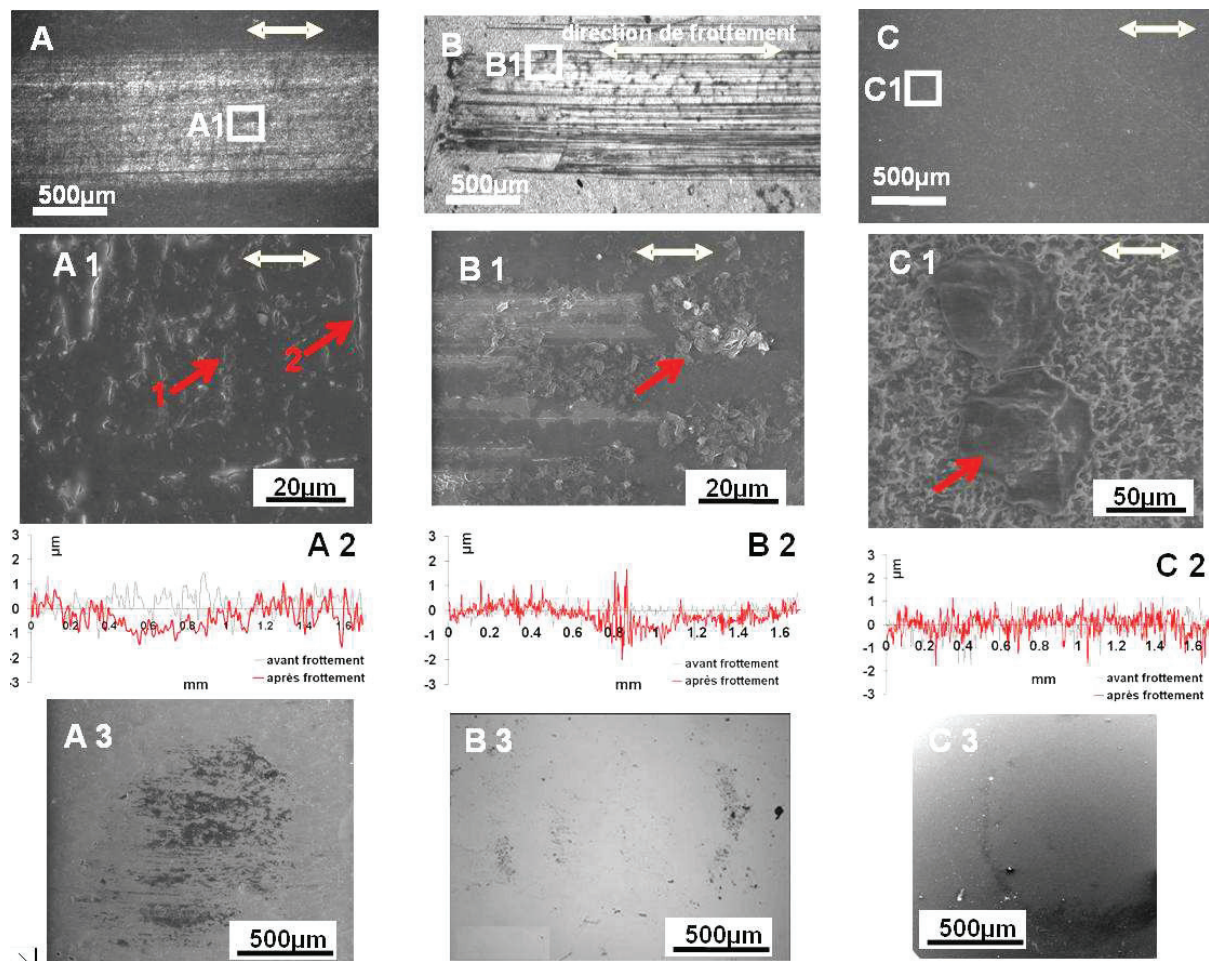 A
A1
500µm
B
direction de frottement
B1
500µm
C
C1
500µm
A 1
1
2
20µm
B 1
20µm
C 1
50µm
A 2
µm
3
2
1
0
-1
-2
-3
0 0.2 0.4 0.6 0.8 1 1.2 1.4 1.6
mm
avant frottement
après frottement
B 2
µm
3
2
1
0
-1
-2
-3
0 0.2 0.4 0.6 0.8 1 1.2 1.4 1.6
mm
avant frottement
après frottement
C 2
µm
3
2
1
0
-1
-2
-3
0 0.2 0.4 0.6 0.8 1 1.2 1.4 1.6
mm
avant frottement
après frottement
A 3
500µm
B 3
500µm
C 3
500µm